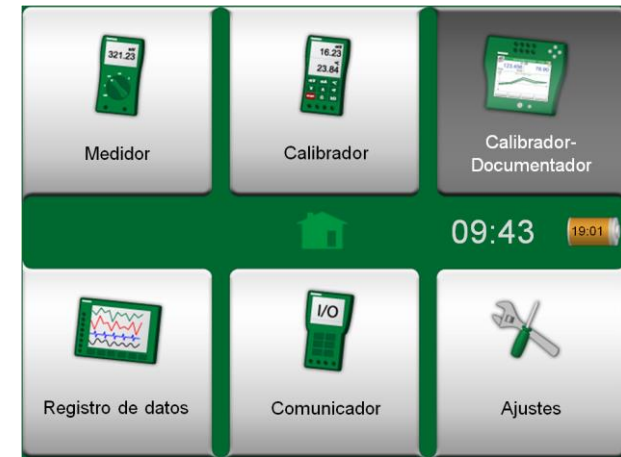 321.23
Medidor
16.23
23.84
Calibrador
Calibrador-
Documentador
09:43
19:01
Registro de datos
I/O
Comunicador
Ajustes